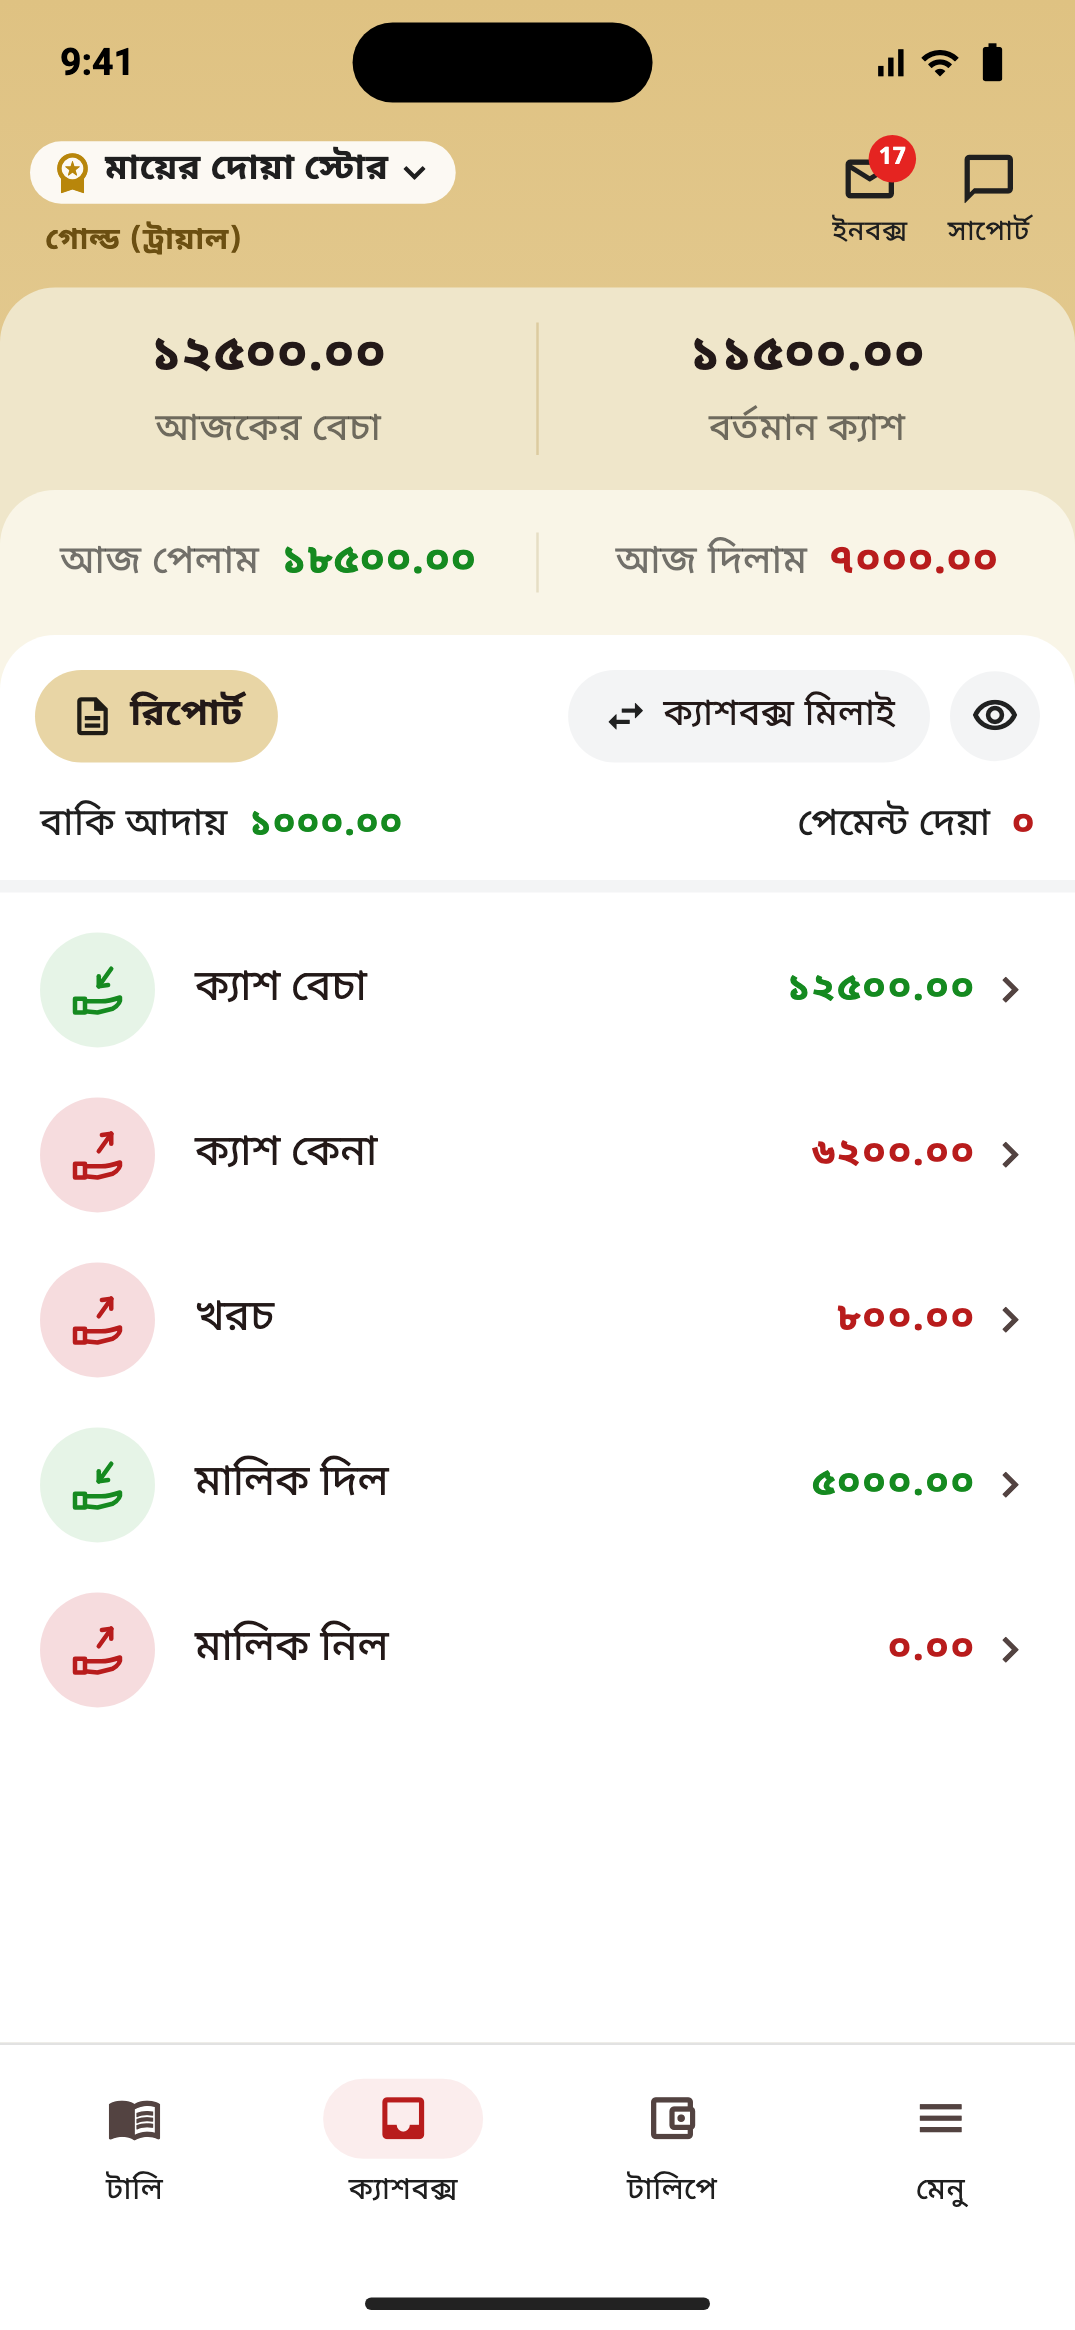 9:41
মায়ের দোয়া স্টোর
গোল্ড (ট্রায়াল)
17
ইনবক্স
সাপোর্ট
১২৫০০.০০
আজকের বেচা
১১৫০০.০০
বর্তমান ক্যাশ
আজ পেলাম ১৮৫০০.০০
আজ দিলাম ৭০০০.০০
রিপোর্ট
ক্যাশবক্স মিলাই
বাকি আদায় ১০০০.০০
পেমেন্ট দেয়া ০
ক্যাশ বেচা ১২৫০০.০০
ক্যাশ কেনা ৬২০০.০০
খরচ ৮০০.০০
মালিক দিল ৫০০০.০০
মালিক নিল ০.০০
টালি
ক্যাশবক্স
টালিপে
মেনু